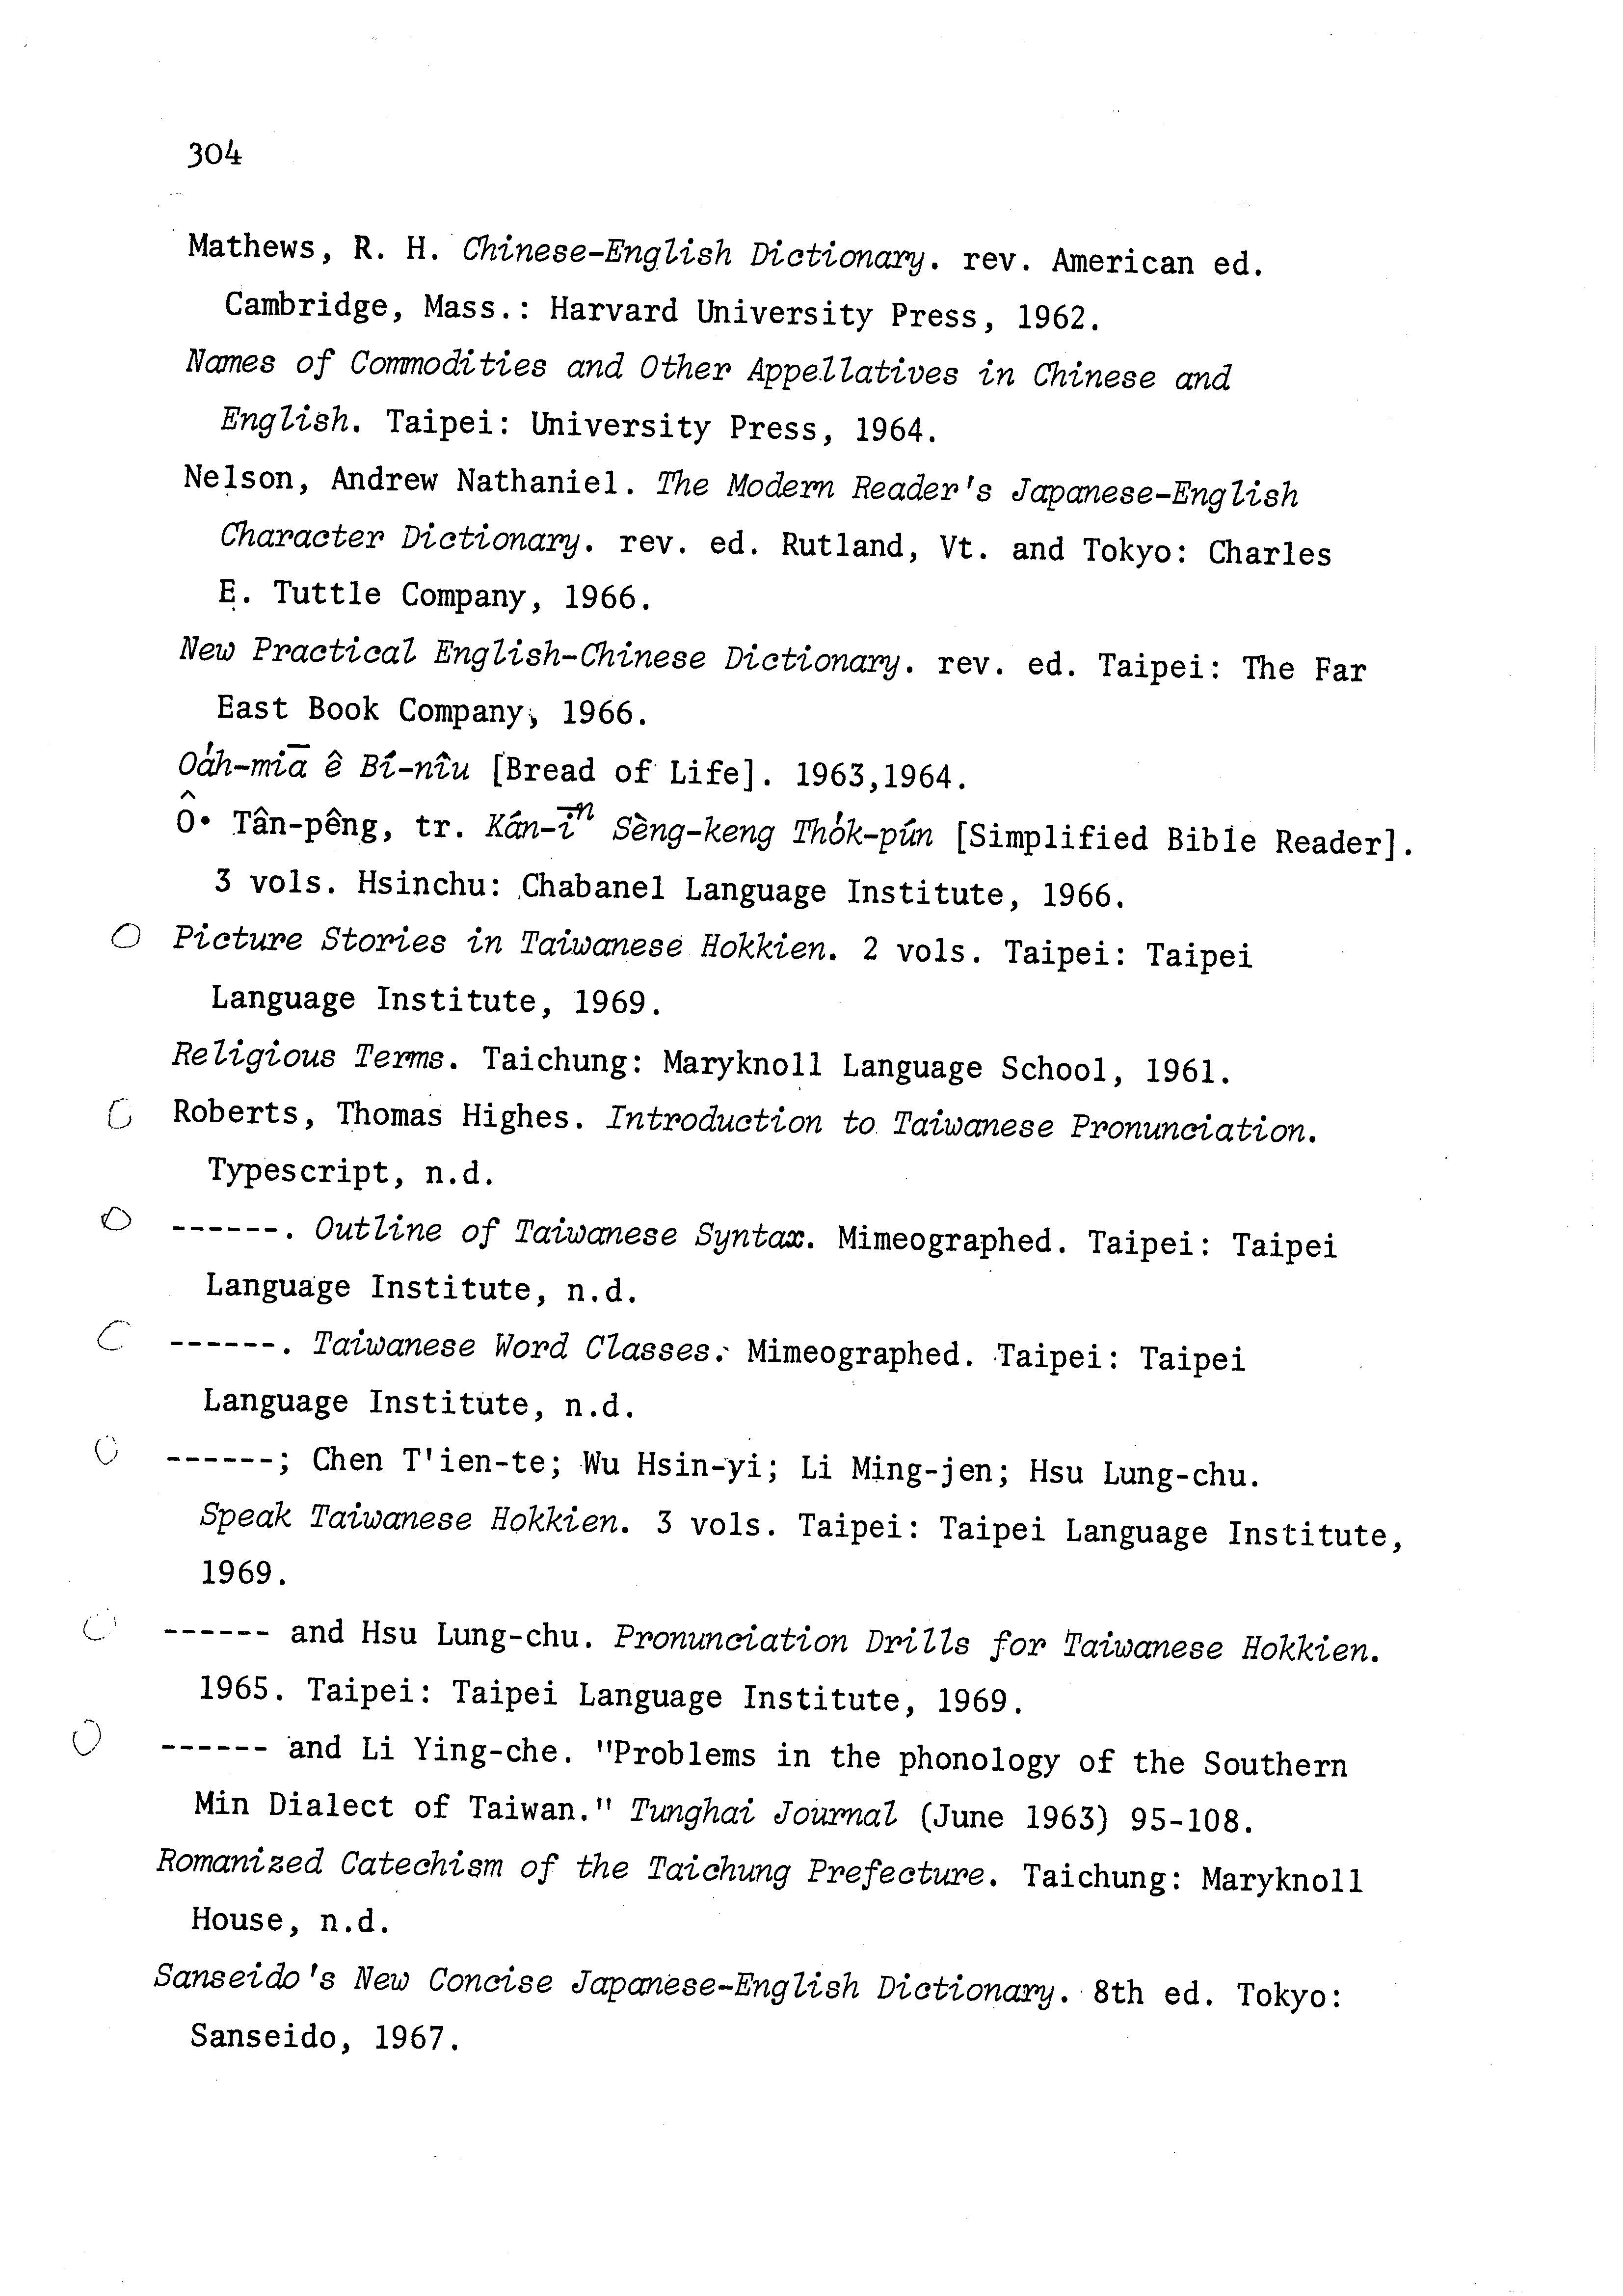 304
Mathews, R. H. Chinese-English Dictionary. rev. American ed.
Cambridge, Mass.: Harvard University Press, 1962.
Names of Commodities and Other Appellatives in Chinese and
English. Taipei: University Press, 1964.
Nelson, Andrew Nathaniel. The Modern Reader's Japanese-English
Character Dictionary. rev. ed. Rutland, Vt. and Tokyo: Charles
E. Tuttle Company, 1966.
New Practical English-Chinese Dictionary. rev. ed. Taipei: The Far
East Book Company, 1966.
Oa̍h-miā ê Bí-nîu [Bread of Life]. 1963,1964.
Ô• Tân-pêng, tr. Kán-īⁿ Sèng-keng Tho̍k-pún [Simplified Bible Reader].
3 vols. Hsinchu: Chabanel Language Institute, 1966.
Picture Stories in Taiwanese Hokkien. 2 vols. Taipei: Taipei
Language Institute, 1969.
Religious Terms. Taichung: Maryknoll Language School, 1961.
Roberts, Thomas Highes. Introduction to Taiwanese Pronunciation.
Typescript, n.d.
------. Outline of Taiwanese Syntax. Mimeographed. Taipei: Taipei
Language Institute, n.d.
------. Taiwanese Word Classes. Mimeographed. Taipei: Taipei
Language Institute, n.d.
------; Chen T'ien-te; Wu Hsin-yi; Li Ming-jen; Hsu Lung-chu.
Speak Taiwanese Hokkien. 3 vols. Taipei: Taipei Language Institute,
1969.
------ and Hsu Lung-chu. Pronunciation Drills for Taiwanese Hokkien.
1965. Taipei: Taipei Language Institute, 1969.
------ and Li Ying-che. "Problems in the phonology of the Southern
Min Dialect of Taiwan." Tunghai Journal (June 1963) 95-108.
Romanized Catechism of the Taichung Prefecture. Taichung: Maryknoll
House, n.d.
Sanseido's New Concise Japanese-English Dictionary. 8th ed. Tokyo:
Sanseido, 1967.